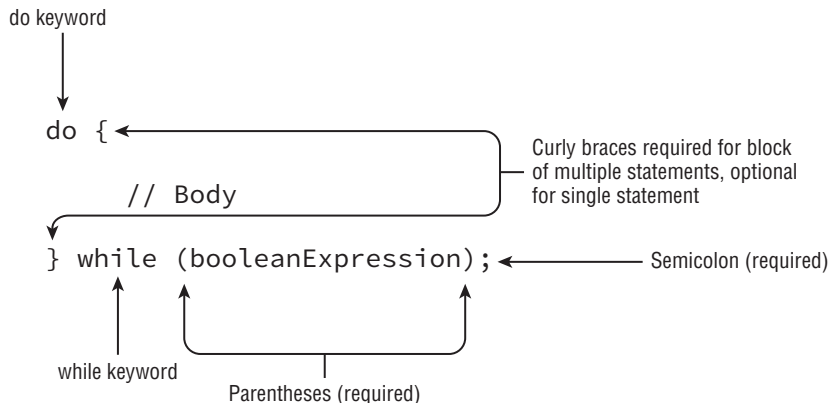 do keyword
do {
Curly braces required for block
of multiple statements, optional
for single statement
// Body
} while (booleanExpression);
Semicolon (required)
while keyword
Parentheses (required)